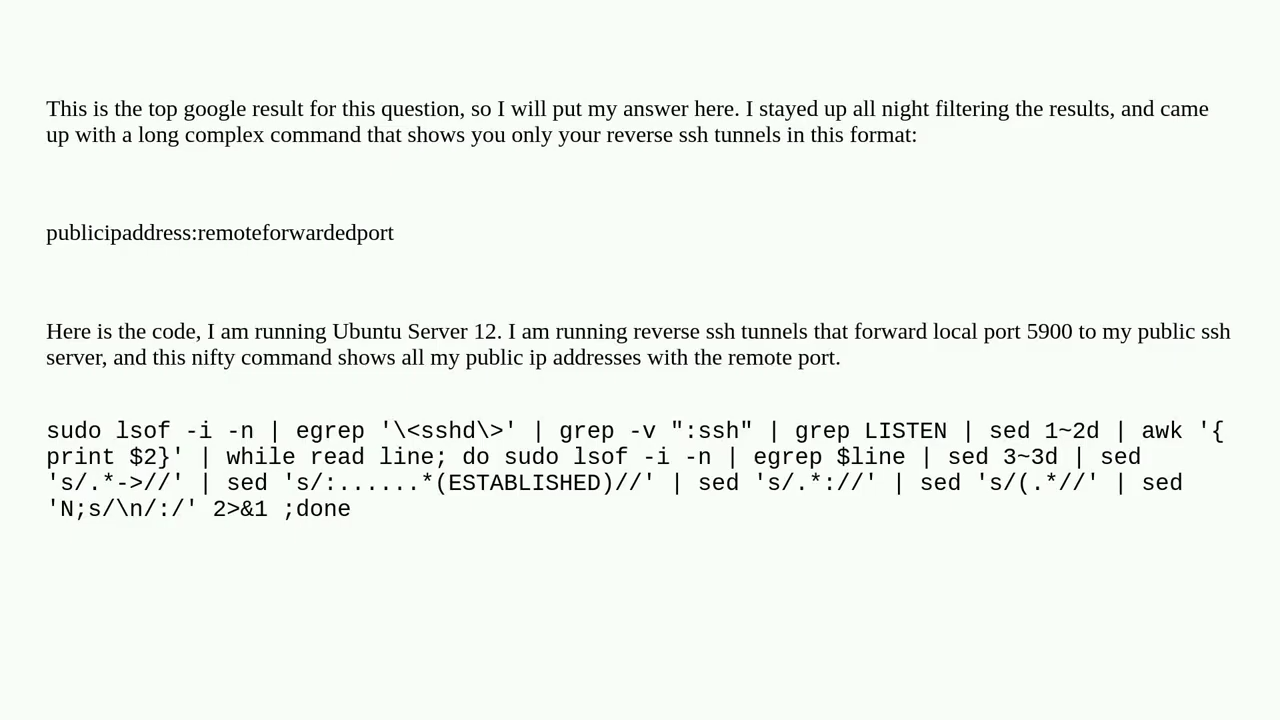 This is the top google result for this question, so I will put my answer here. I stayed up all night filtering the results, and came
up with a long complex command that shows you only your reverse ssh tunnels in this format:
publicipaddress:remoteforwardedport
Here is the code, I am running Ubuntu Server 12. I am running reverse ssh tunnels that forward local port 5900 to my public ssh
server, and this nifty command shows all my public ip addresses with the remote port.
sudo lsof -i -n | egrep '\<sshd\>' | grep -v ":ssh" | grep LISTEN | sed 1~2d | awk '{
print $2}' | while read line; do sudo lsof -i -n | egrep $line | sed 3~3d | sed
's/.*->//' | sed 's/:......*(ESTABLISHED)//' | sed 's/.*://' | sed 's/(.*//' | sed
'N;s/\n/:/' 2>&1 ;done